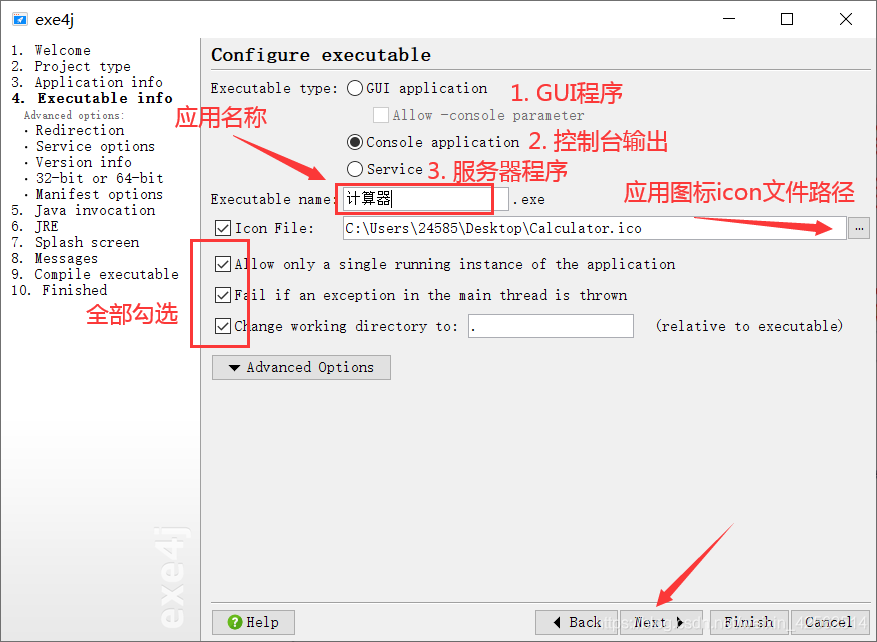 exe4j
1. Welcome
2. Project type
3. Application info
4. Executable info
Advanced options:
· Redirection
· Service options
· Version info
· 32-bit or 64-bit
· Manifest options
5. Java invocation
6. JRE
7. Splash screen
8. Messages
9. Compile executable
10. Finished
全部勾选
exe4j
Configure executable
Executable type: GUI application
1. GUI程序
Allow -console parameter
应用名称
Console application 2. 控制台输出
Service 3. 服务器程序
应用图标icon文件路径
Executable name: 计算器 .exe
Icon File: C:\Users\24585\Desktop\Calculator.ico ...
Allow only a single running instance of the application
Fail if an exception in the main thread is thrown
Change working directory to: . (relative to executable)
Advanced Options
Help
Back
Next
Finish
Cancel